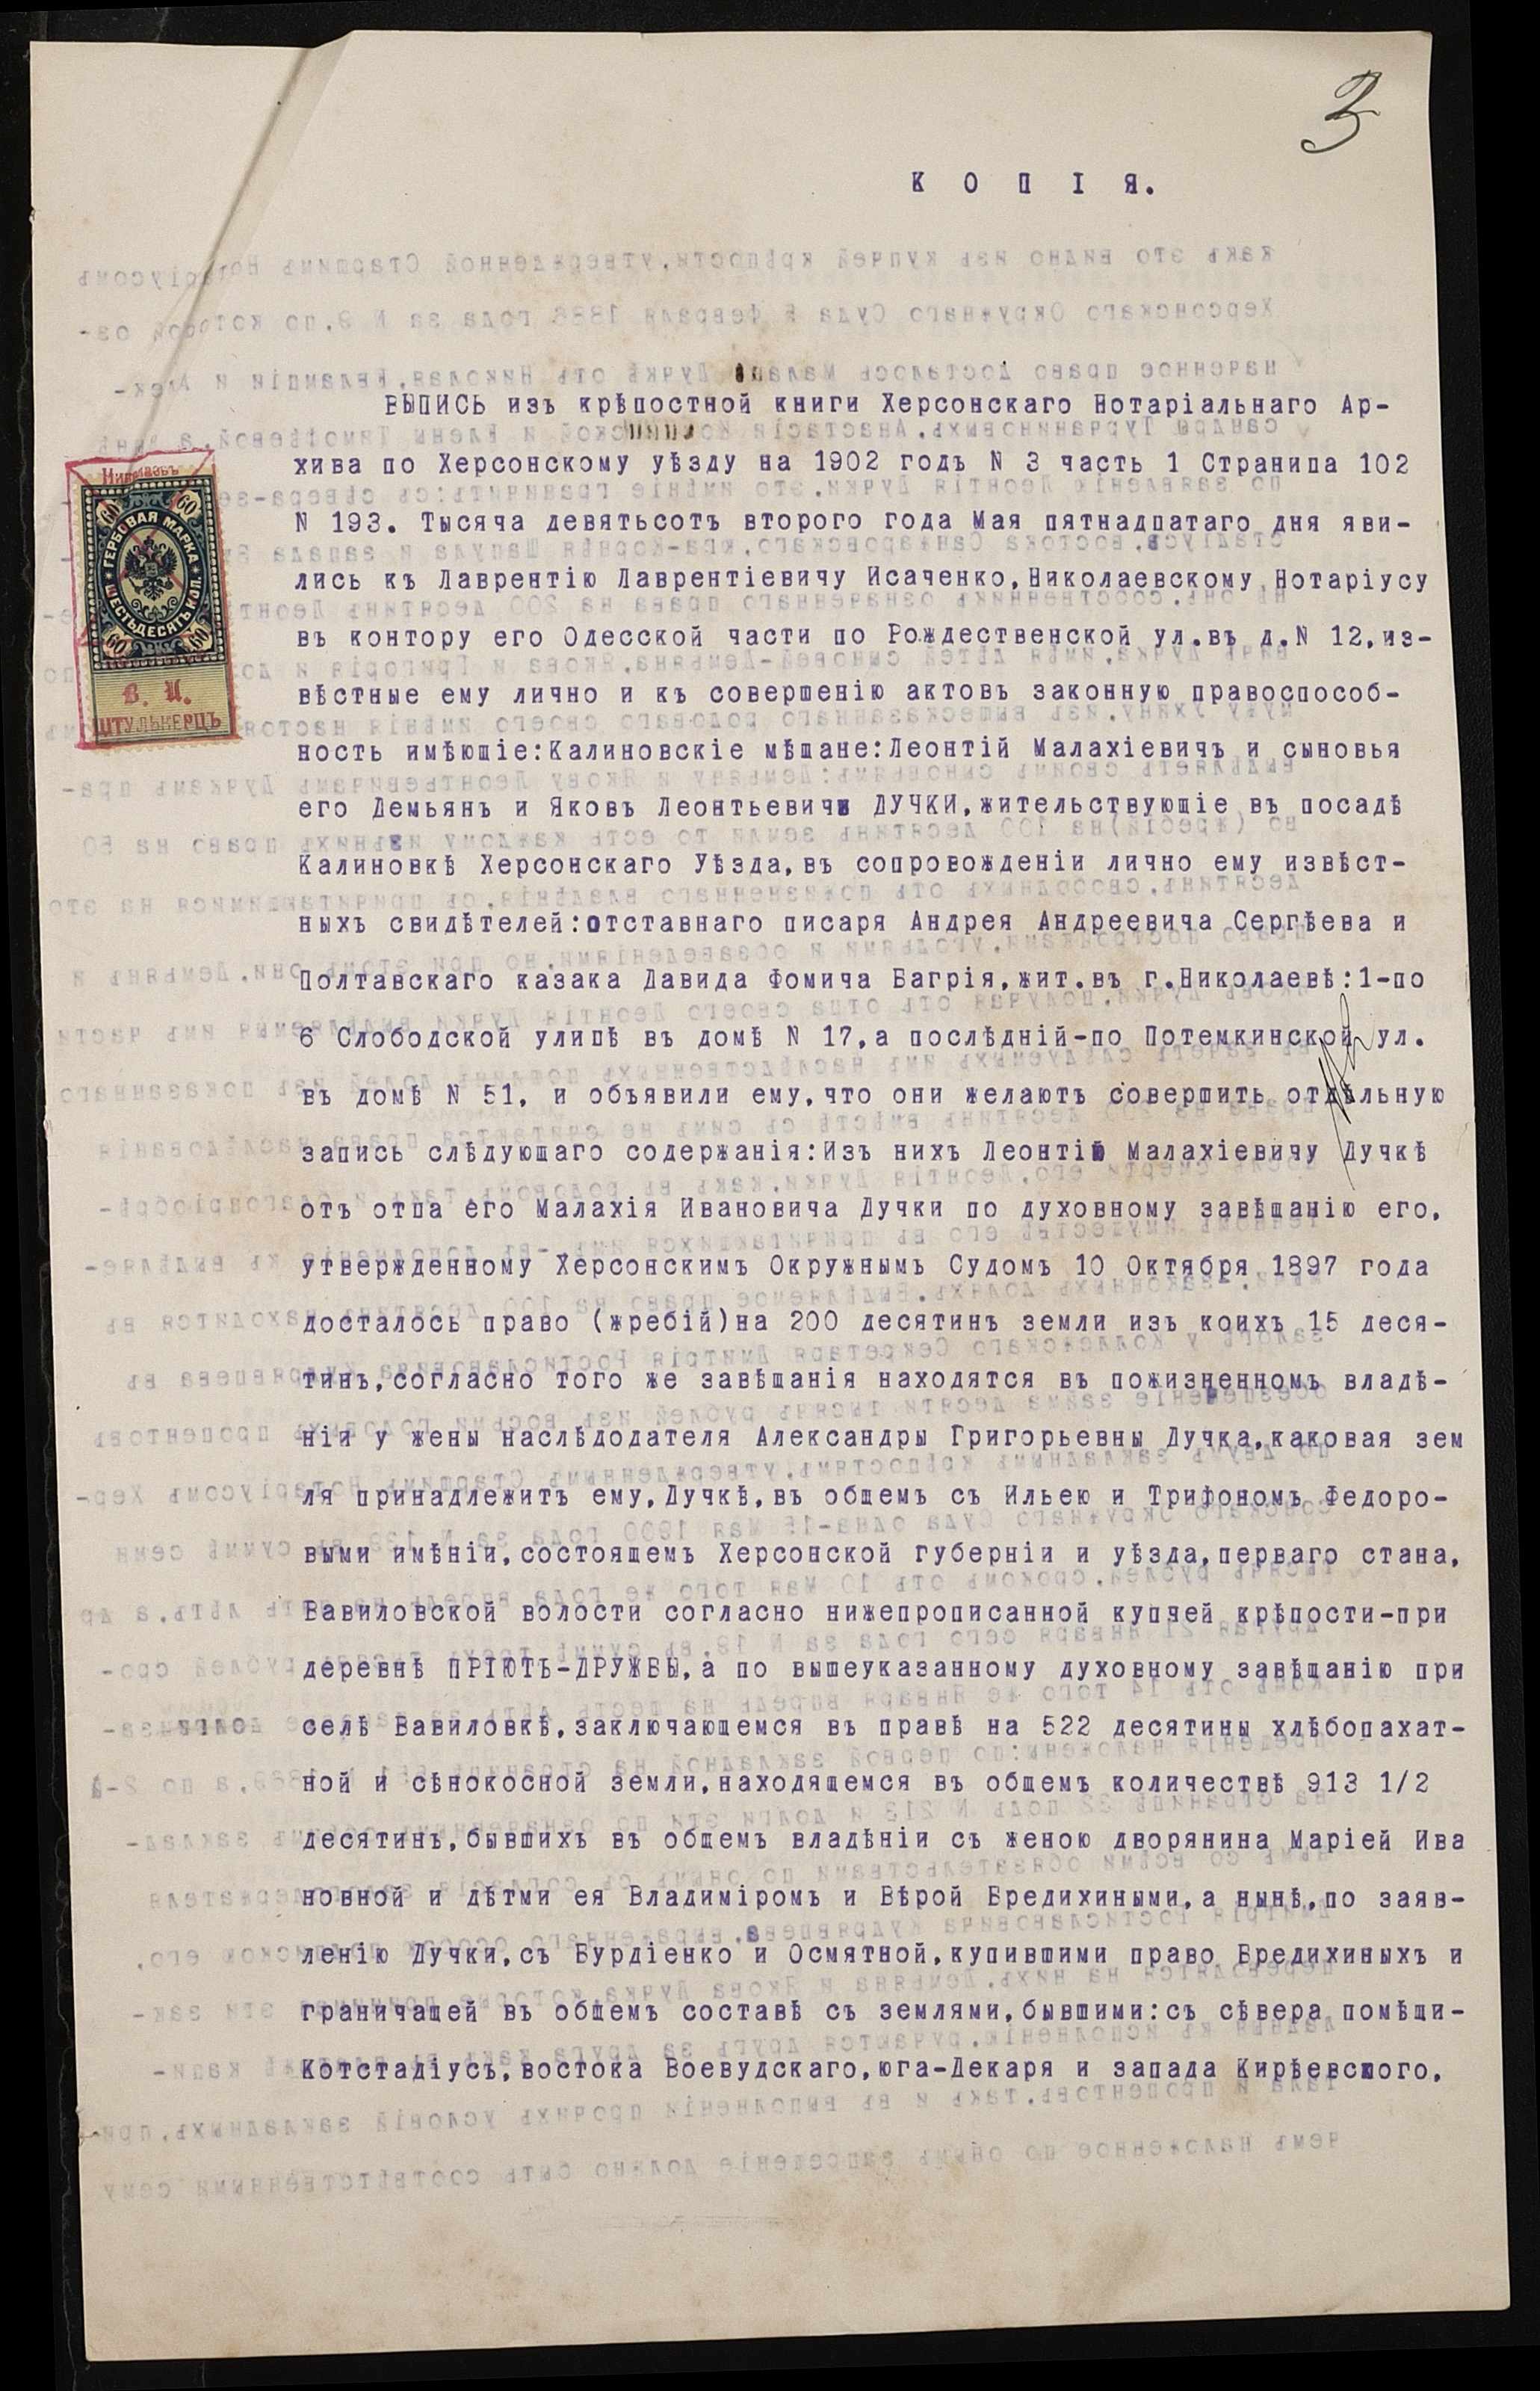 3
К О П І Я.
ВЫПИСЬ изъ крѣпостной книги Херсонскаго Нотаріальнаго Ар-
хива по Херсонскому уѣзду на 1902 годъ N 3 часть 1 Страница 102
N 193. Тысяча девятьсотъ второго года Мая пятнадцатаго дня яви-
лись къ Лаврентію Лаврентіевичу Исаченко,Николаевскому Нотаріусу
въ контору его Одесской части по Рождественской ул.въ д.N 12,из-
вѣстные ему лично и къ совершенію актовъ законную правоспособ-
ность имѣющіе:Калиновскіе мѣщане:Леонтій Малахіевичъ и сыновья
его Демьянъ и Яковъ Леонтьевичи ДУЧКИ,жительствующіе въ посадѣ
Калиновкѣ Херсонскаго Уѣзда,въ сопровожденіи лично ему извѣст-
ныхъ свидѣтелей:отставнаго писаря Андрея Андреевича Сергѣева и
Полтавскаго казака Давида Фомича Багрія,жит.въ г.Николаевѣ:1-по
6 Слободской улицѣ въ домѣ N 17,а послѣдній-по Потемкинской ул.
въ домѣ N 51, и объявили ему,что они желаютъ совершить отдѣльную
запись слѣдующаго содержанія:Изъ нихъ Леонтію Малахіевичу Дучкѣ
отъ отца его Малахія Ивановича Дучки по духовному завѣщанію его,
утвержденному Херсонскимъ Окружнымъ Судомъ 10 Октября 1897 года
досталось право (жребій)на 200 десятинъ земли изъ коихъ 15 деся-
тинъ,согласно того же завѣщанія находятся въ пожизненномъ владѣ-
ніи у жены наслѣдодателя Александры Григорьевны Дучка,каковая зем
ля принадлежитъ ему,Дучкѣ,въ общемъ съ Ильею и Трифономъ Федоро-
выми имѣніи,состоящемъ Херсонской губерніи и уѣзда,перваго стана,
Вавиловской волости согласно нижепрописанной купчей крѣпости-при
деревнѣ ПРІЮТЪ-ДРУЖБЫ,а по вышеуказанному духовному завѣщанію при
селѣ Вавиловкѣ,заключающемся въ правѣ на 522 десятины хлѣбопахат-
ной и сѣнокосной земли,находящемся въ общемъ количествѣ 913 1/2
десятинъ,бывшихъ въ общемъ владѣніи съ женою дворянина Маріей Ива
новной и дѣтми ея Владиміромъ и Вѣрой Бредихиными,а нынѣ,по заяв-
ленію Дучки,съ Бурдіенко и Осмятной,купившими право Бредихиныхъ и
граничащей въ общемъ составѣ съ землями,бывшими:съ сѣвера помѣщи-
Котстадіусъ,востока Воевудскаго,юга-Декаря и запада Кирѣевского,
ГЕРБОВАЯ МАРКА
ШЕСТЬДЕСЯТЪ КОП.
60 60
60 60
В. И.
ШТУЛЬКЕРЦЪ